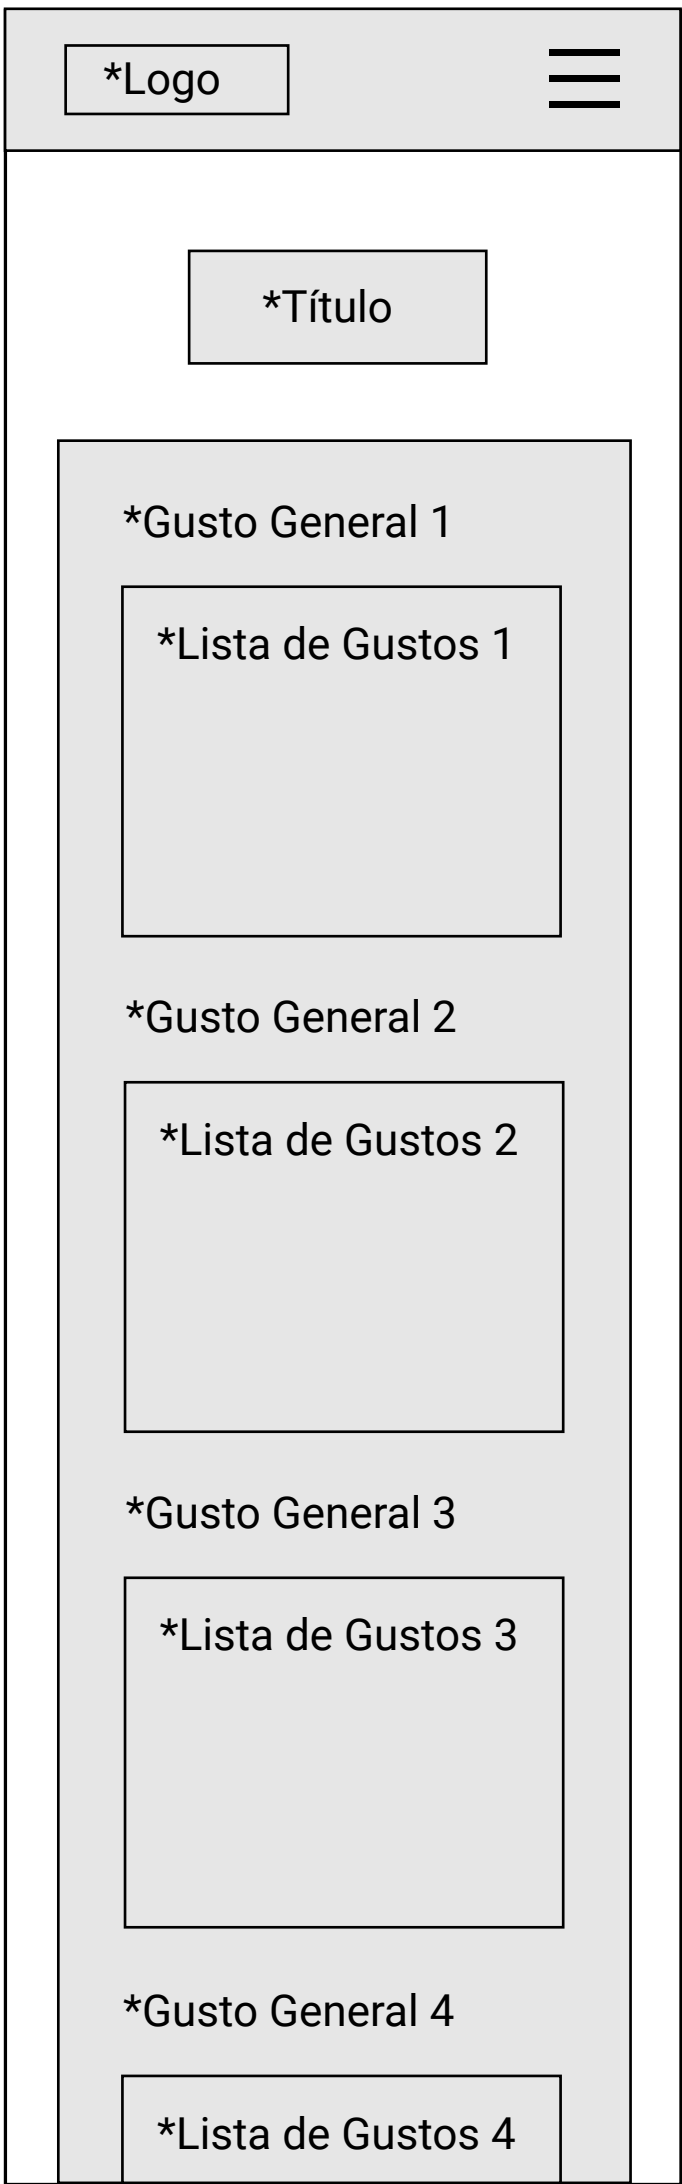 *Logo
*Título
*Gusto General 1
*Lista de Gustos 1
*Gusto General 2
*Lista de Gustos 2
*Gusto General 3
*Lista de Gustos 3
*Gusto General 4
*Lista de Gustos 4